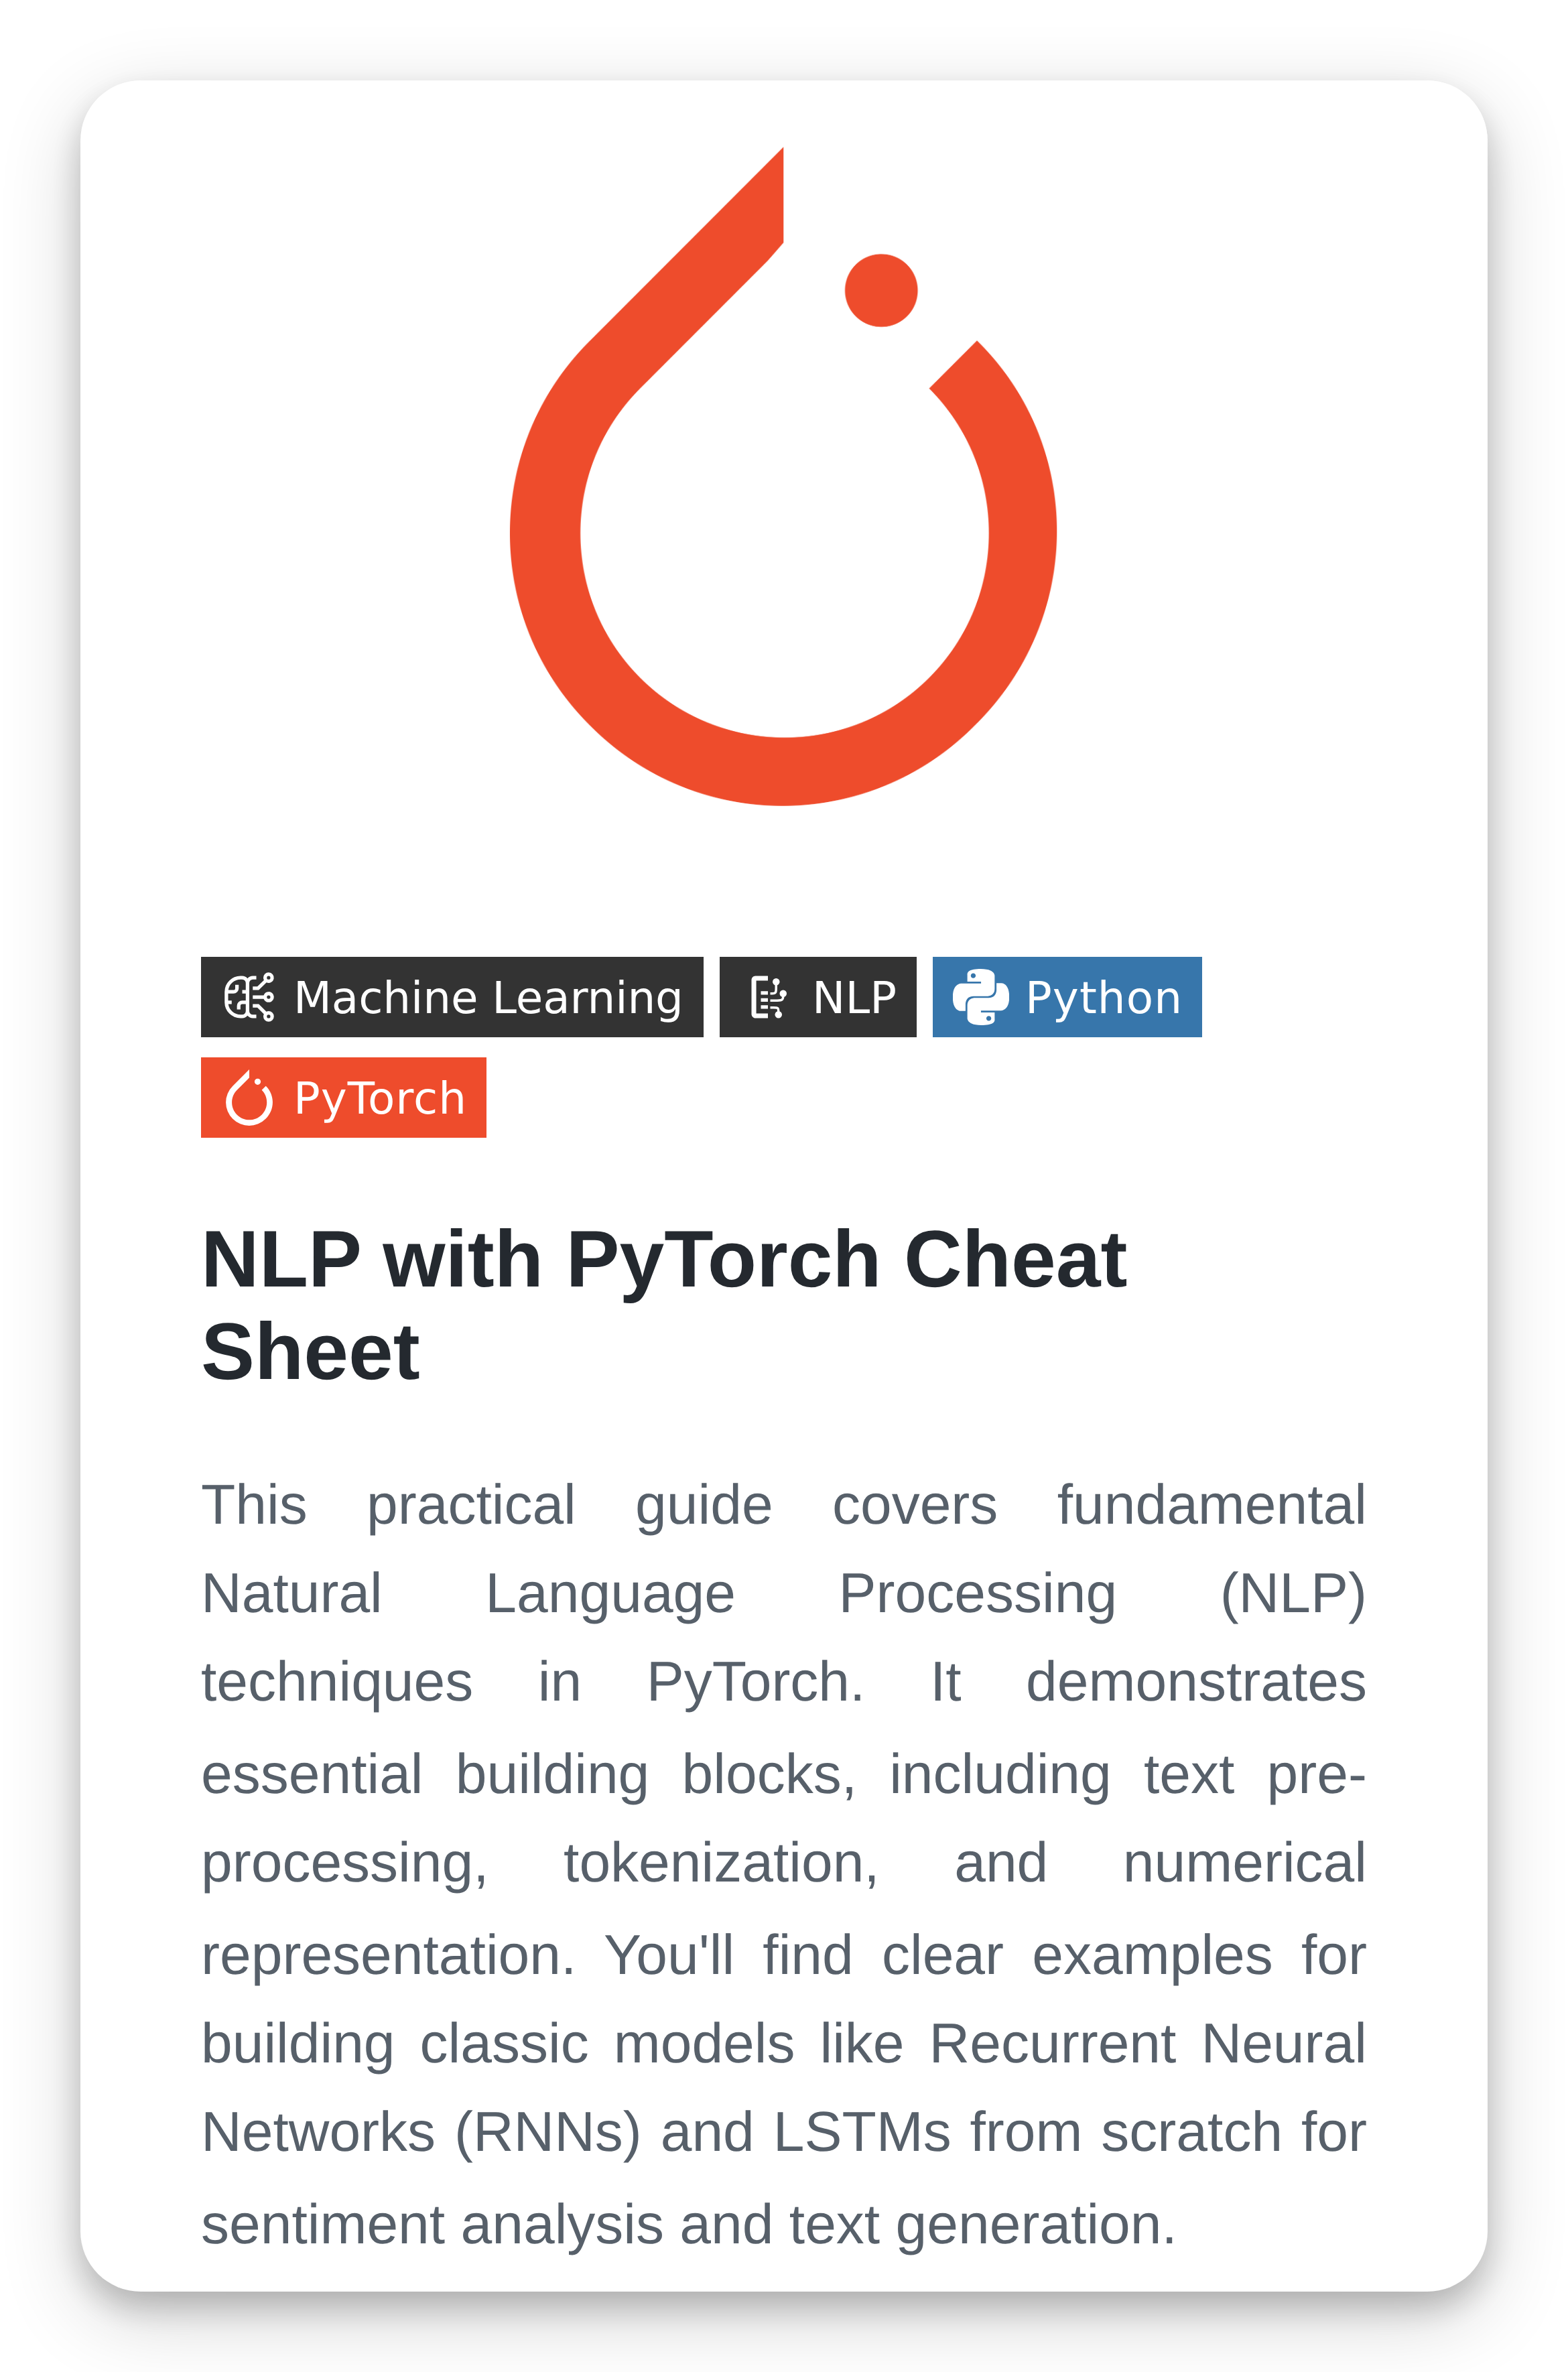 Machine Learning NLP Python
PyTorch
NLP with PyTorch Cheat
Sheet
This practical guide covers fundamental
Natural Language Processing (NLP)
techniques in PyTorch. It demonstrates
essential building blocks, including text pre-
processing, tokenization, and numerical
representation. You'll find clear examples for
building classic models like Recurrent Neural
Networks (RNNs) and LSTMs from scratch for
sentiment analysis and text generation.